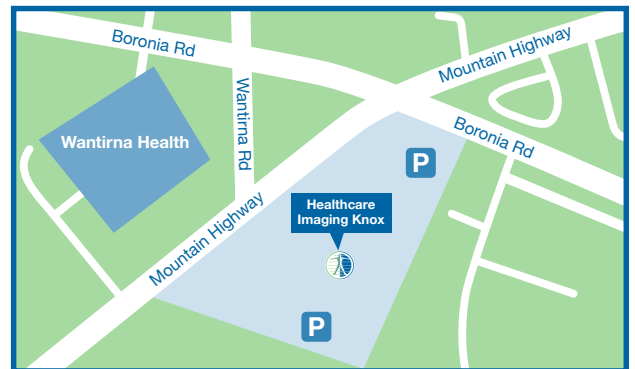 Boronia Rd
Mountain Highway
Wantirna Rd
Boronia Rd
Wantirna Health
P
Healthcare
Imaging Knox
Mountain Highway
P